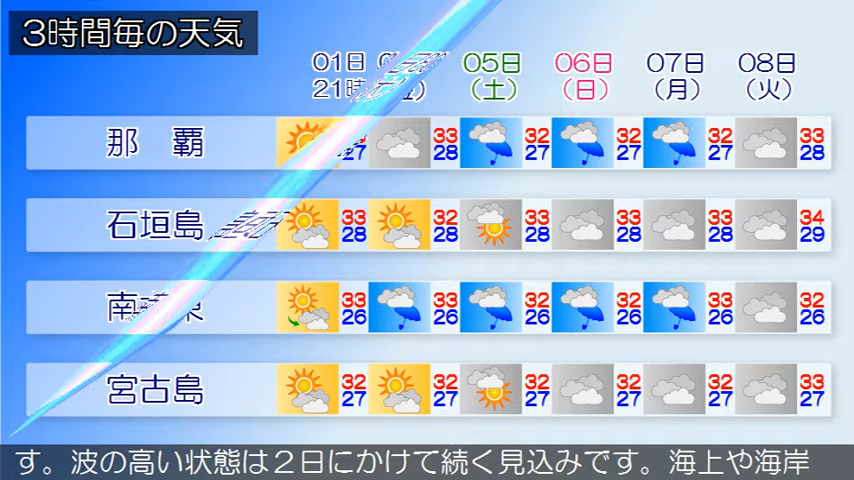 3時間毎の天気
01日 05日 06日 07日 08日
21時 (土) (日) (月) (火)
那覇 27 33 28 32 27 32 27 32 27 33 28
石垣島 33 28 32 28 33 28 33 28 33 28 34 29
南 33 26 33 26 32 26 32 26 33 26 32 26
宮古島 32 27 32 27 32 27 32 27 32 27 33 27
す。波の高い状態は２日にかけて続く見込みです。海上や海岸